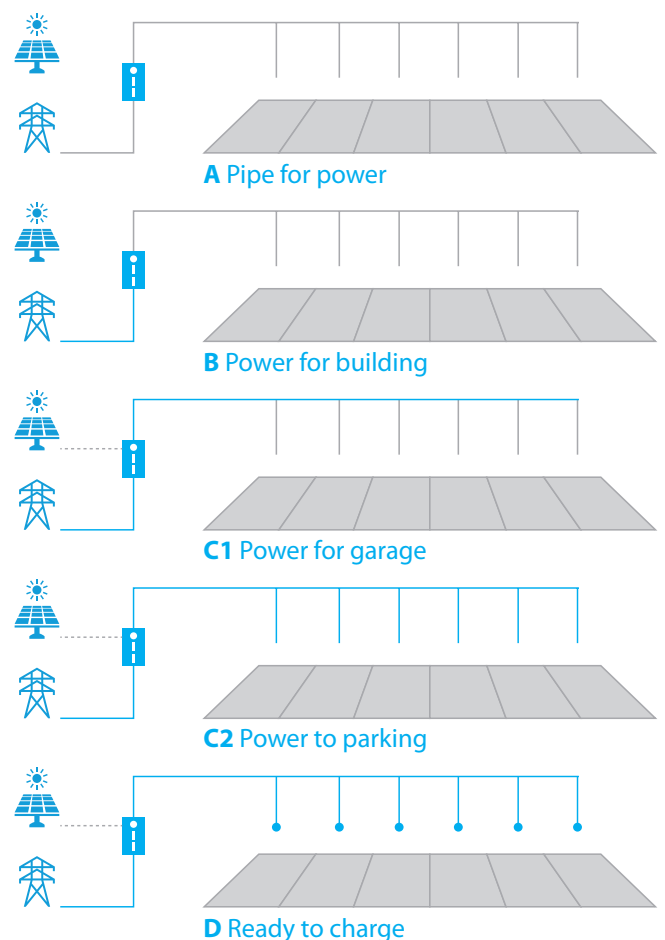 A Pipe for power
B Power for building
C1 Power for garage
C2 Power to parking
D Ready to charge